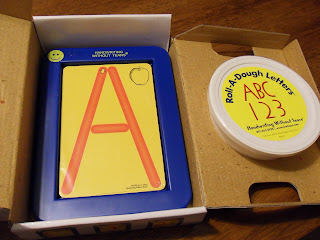 HANDWRITING
WITHOUT TEARS®
A
Roll-A-Dough Letters
ABC
123
Handwriting Without Tears®